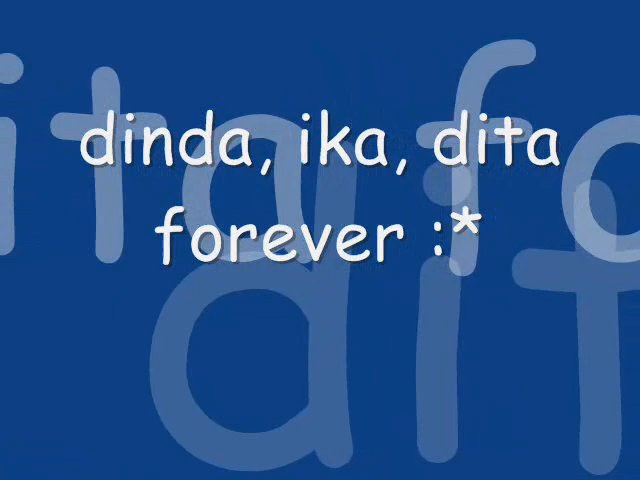 dinda, ika, dita
forever :*